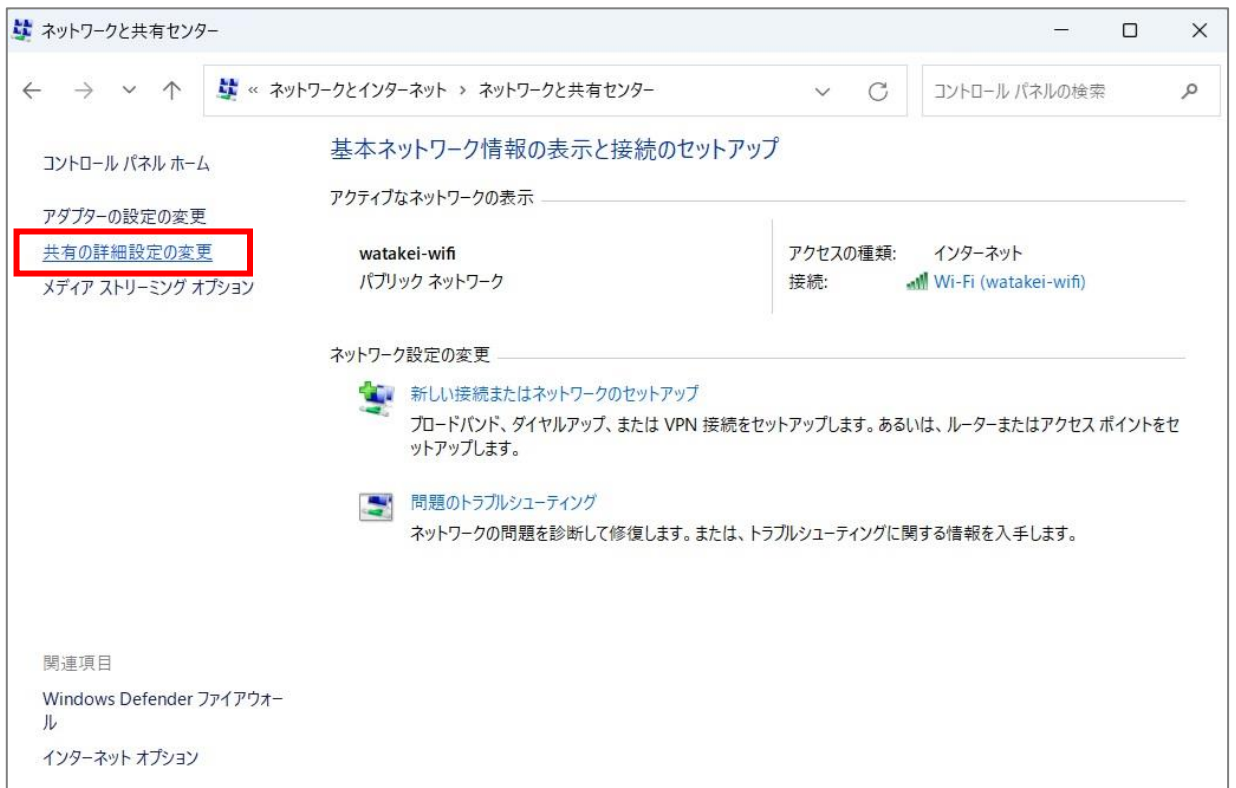 ネットワークと共有センター
« ネットワークとインターネット › ネットワークと共有センター
コントロール パネルの検索
コントロール パネル ホーム
アダプターの設定の変更
共有の詳細設定の変更
メディア ストリーミング オプション
基本ネットワーク情報の表示と接続のセットアップ
アクティブなネットワークの表示
watakei-wifi
パブリック ネットワーク
アクセスの種類: インターネット
接続: Wi-Fi (watakei-wifi)
ネットワーク設定の変更
新しい接続またはネットワークのセットアップ
ブロードバンド、ダイヤルアップ、または VPN 接続をセットアップします。あるいは、ルーターまたはアクセス ポイントをセ
ットアップします。
問題のトラブルシューティング
ネットワークの問題を診断して修復します。または、トラブルシューティングに関する情報を入手します。
関連項目
Windows Defender ファイアウォー
ル
インターネット オプション